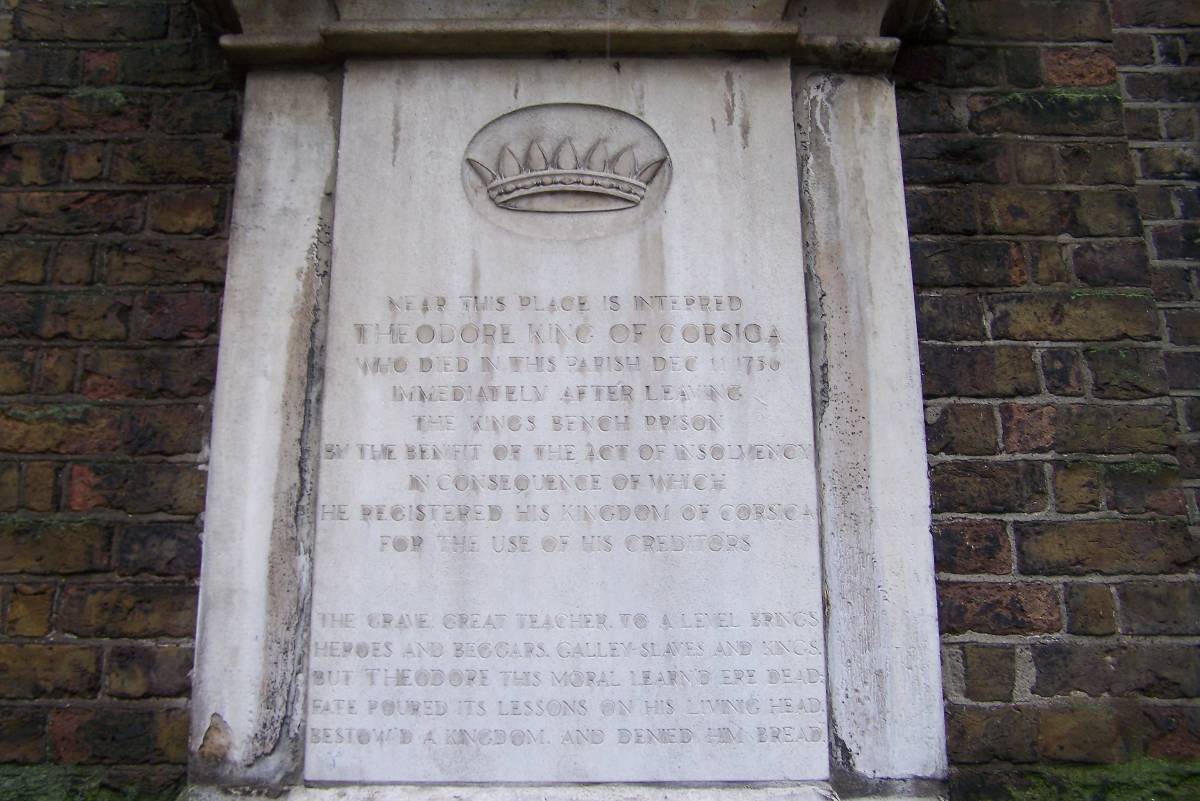 NEAR THIS PLACE IS INTERRED
THEODORE KING OF CORSICA
WHO DIED IN THIS PARISH DEC 11 1756
IMMEDIATELY AFTER LEAVING
THE KINGS BENCH PRISON
BY THE BENEFIT OF THE ACT OF INSOLVENCY
IN CONSEQUENCE OF WHICH
HE REGISTERED HIS KINGDOM OF CORSICA
FOR THE USE OF HIS CREDITORS
THE GRAVE, GREAT TEACHER, TO A LEVEL BRINGS
HEROES AND BEGGARS, GALLEY-SLAVES AND KINGS.
BUT THEODORE THIS MORAL LEARN'D ERE DEAD:
FATE POURED ITS LESSONS ON HIS LIVING HEAD,
BESTOW'D A KINGDOM, AND DENIED HIM BREAD.